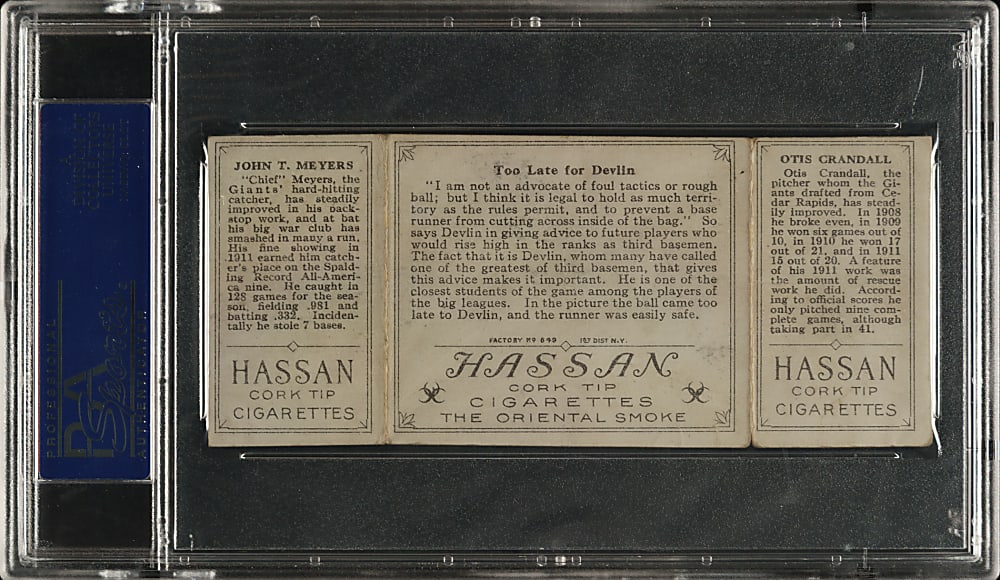 JOHN T. MEYERS
"Chief" Meyers, the
Giants' hard-hitting
catcher, has steadily
improved in his back-
stop work, and at bat
his big war club has
smashed in many a run.
His fine showing in
1911 earned him catch-
er's place on the Spald-
ing Record All-Ameri-
ca nine. He caught in
128 games for the sea-
son, fielding .981 and
batting .332. Inciden-
tally he stole 7 bases.
HASSAN
CORK TIP
CIGARETTES
Too Late for Devlin
"I am not an advocate of foul tactics or rough
ball; but I think it is legal to hold as much terri-
tory as the rules permit, and to prevent a base
runner from cutting across inside of the bag." So
says Devlin in giving advice to future players who
would rise high in the ranks as third basemen.
The fact that it is Devlin, whom many have called
one of the greatest of third basemen, that gives
this advice makes it important. He is one of the
closest students of the game among the players of
the big leagues. In the picture the ball came too
late to Devlin, and the runner was easily safe.
FACTORY Nº 649 1ST DIST N.Y.
HASSAN
CORK TIP
CIGARETTES
THE ORIENTAL SMOKE
OTIS CRANDALL
Otis Crandall, the
pitcher whom the Gi-
ants drafted from Ce-
dar Rapids, has stead-
ily improved. In 1908
he broke even, in 1909
he won six games out of
10, in 1910 he won 17
out of 21, and in 1911
15 out of 20. A feature
of his 1911 work was
the amount of rescue
work he did. Accord-
ing to official scores he
only pitched nine com-
plete games, although
taking part in 41.
HASSAN
CORK TIP
CIGARETTES
PROFESSIONAL
PSA
Sports
AUTHENTICATOR